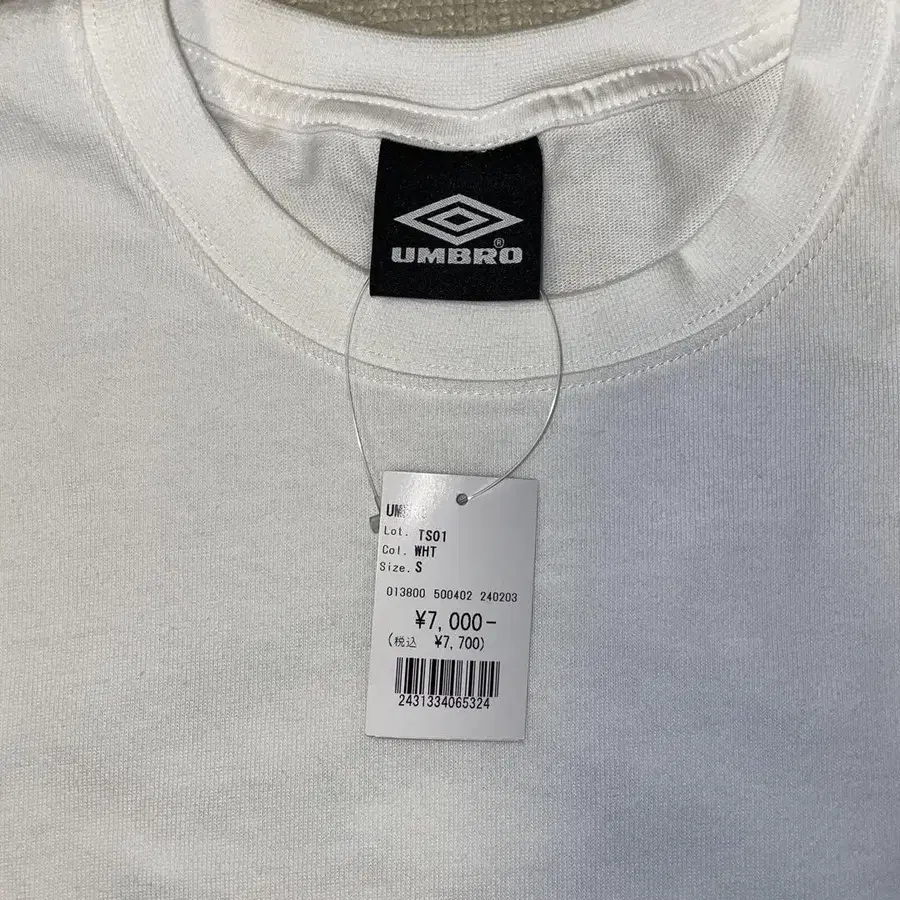 UMBRO
®
Lot. TS01
Col. WHT
Size. S
013800 500402 240203
¥7,000-
(税込 ¥7,700)
2431334065324